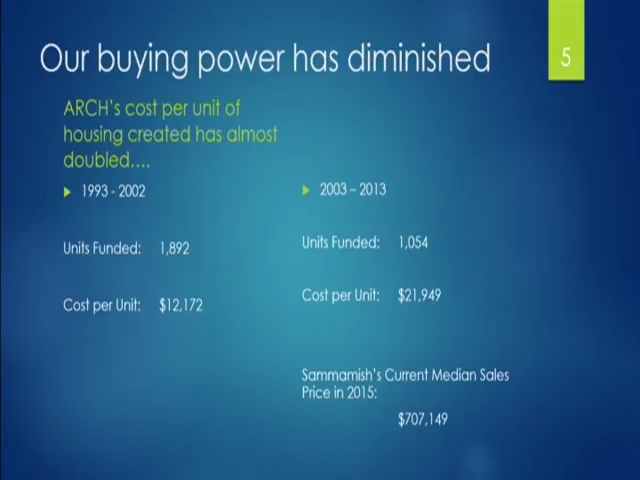 Our buying power has diminished
5
ARCH's cost per unit of
housing created has almost
doubled....
1993 - 2002
Units Funded: 1,892
Cost per Unit: $12,172
2003 – 2013
Units Funded: 1,054
Cost per Unit: $21,949
Sammamish's Current Median Sales
Price in 2015:
$707,149